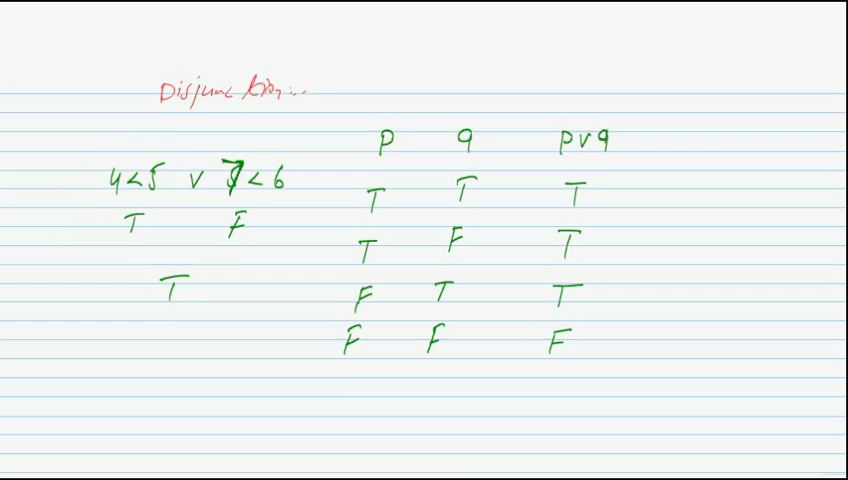 Disjunction...
p q p∨q
4<5 ∨ 7<6
T T T
T F
T F T
T
F T T
F F F